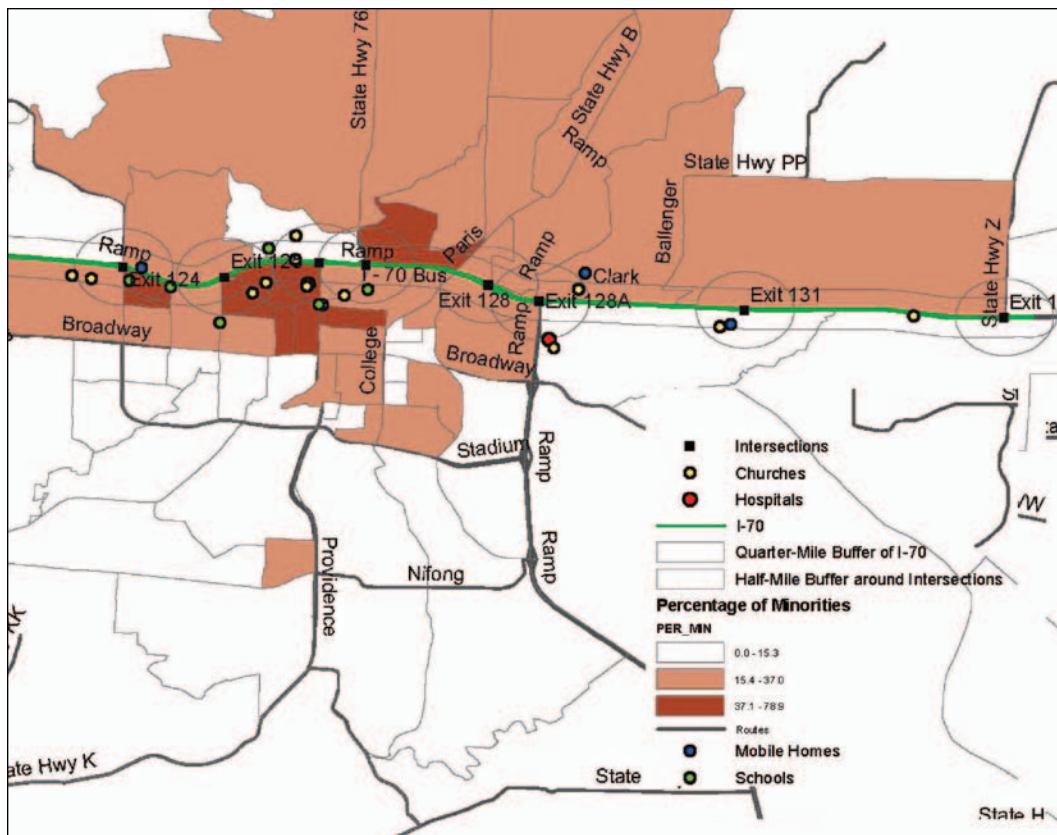 State Hwy 76
State Hwy B
Ramp
State Hwy PP
Ballenger
State Hwy Z
Paris
Ramp
Ramp
Ramp
Clark
Exit 124
I - 70 Bus
Exit 128
Exit 128A
Exit 131
Exit 1
Broadway
College
Ramp
Broadway
Stadium
Ramp
Ramp
Nifong
Providence
ate Hwy K
State
State H
Intersections
Churches
Hospitals
I-70
Quarter-Mile Buffer of I-70
Half-Mile Buffer around Intersections
Percentage of Minorities
PER_MIN
0.0 - 15.3
15.4 - 37.0
37.1 - 78.9
Routes
Mobile Homes
Schools